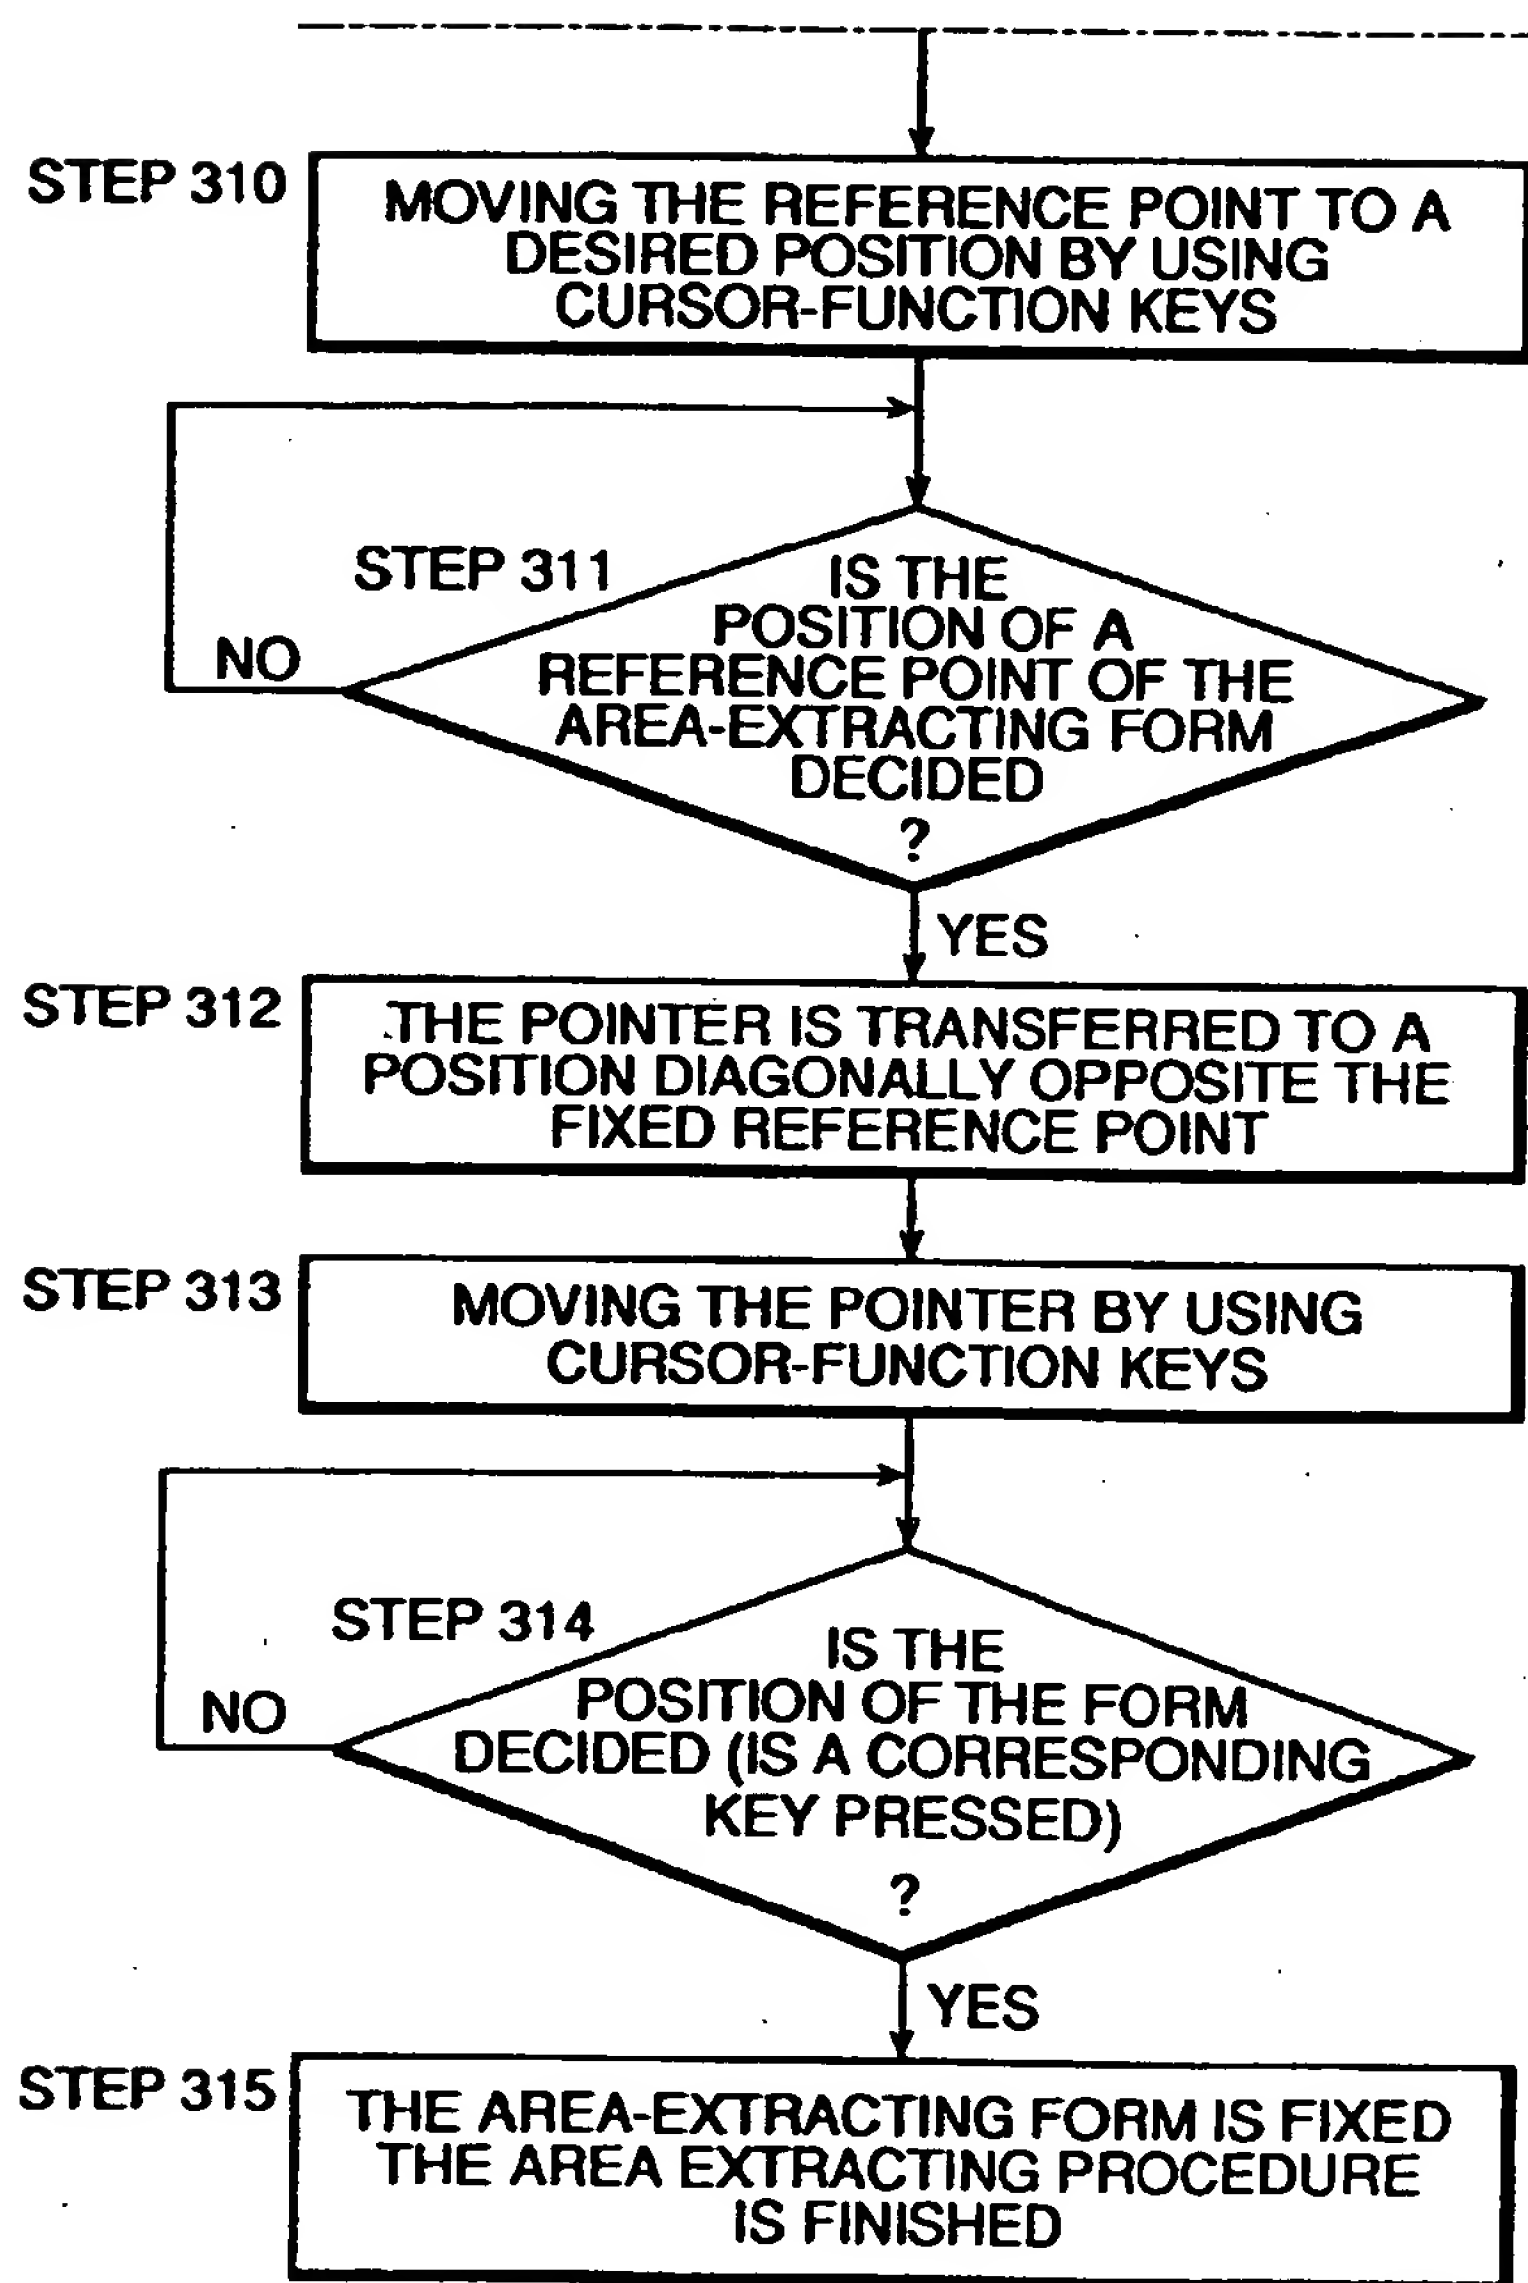 STEP 310
MOVING THE REFERENCE POINT TO A
DESIRED POSITION BY USING
CURSOR-FUNCTION KEYS
STEP 311
IS THE
POSITION OF A
REFERENCE POINT OF THE
AREA-EXTRACTING FORM
DECIDED
?
NO
YES
STEP 312
THE POINTER IS TRANSFERRED TO A
POSITION DIAGONALLY OPPOSITE THE
FIXED REFERENCE POINT
STEP 313
MOVING THE POINTER BY USING
CURSOR-FUNCTION KEYS
STEP 314
IS THE
POSITION OF THE FORM
DECIDED (IS A CORRESPONDING
KEY PRESSED)
?
NO
YES
STEP 315
THE AREA-EXTRACTING FORM IS FIXED
THE AREA EXTRACTING PROCEDURE
IS FINISHED